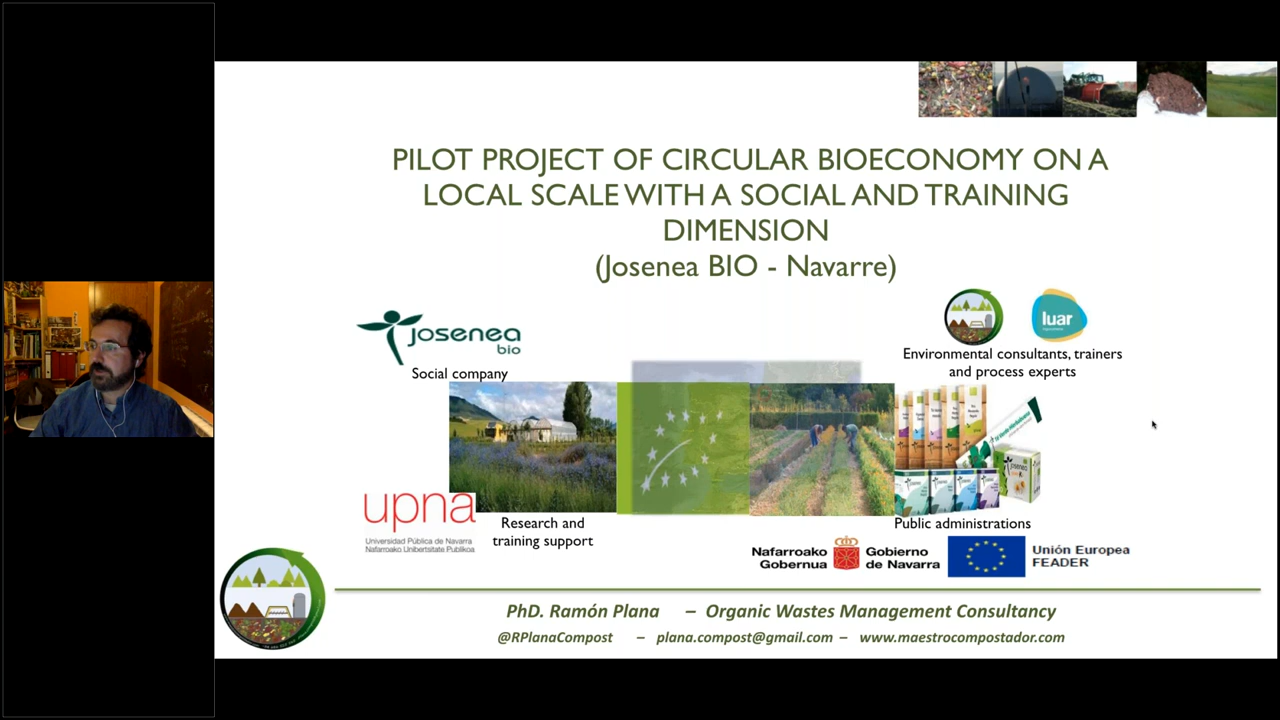 PILOT PROJECT OF CIRCULAR BIOECONOMY ON A
LOCAL SCALE WITH A SOCIAL AND TRAINING
DIMENSION
(Josenea BIO - Navarre)
josenea
bio
Social company
luar
Environmental consultants, trainers
and process experts
upna
Universidad Pública de Navarra
Nafarroako Unibertsitate Publikoa
Research and
training support
josenea
Public administrations
Nafarroako
Gobernua
Gobierno
de Navarra
Unión Europea
FEADER
PhD. Ramón Plana – Organic Wastes Management Consultancy
@RPlanaCompost – plana.compost@gmail.com – www.maestrocompostador.com